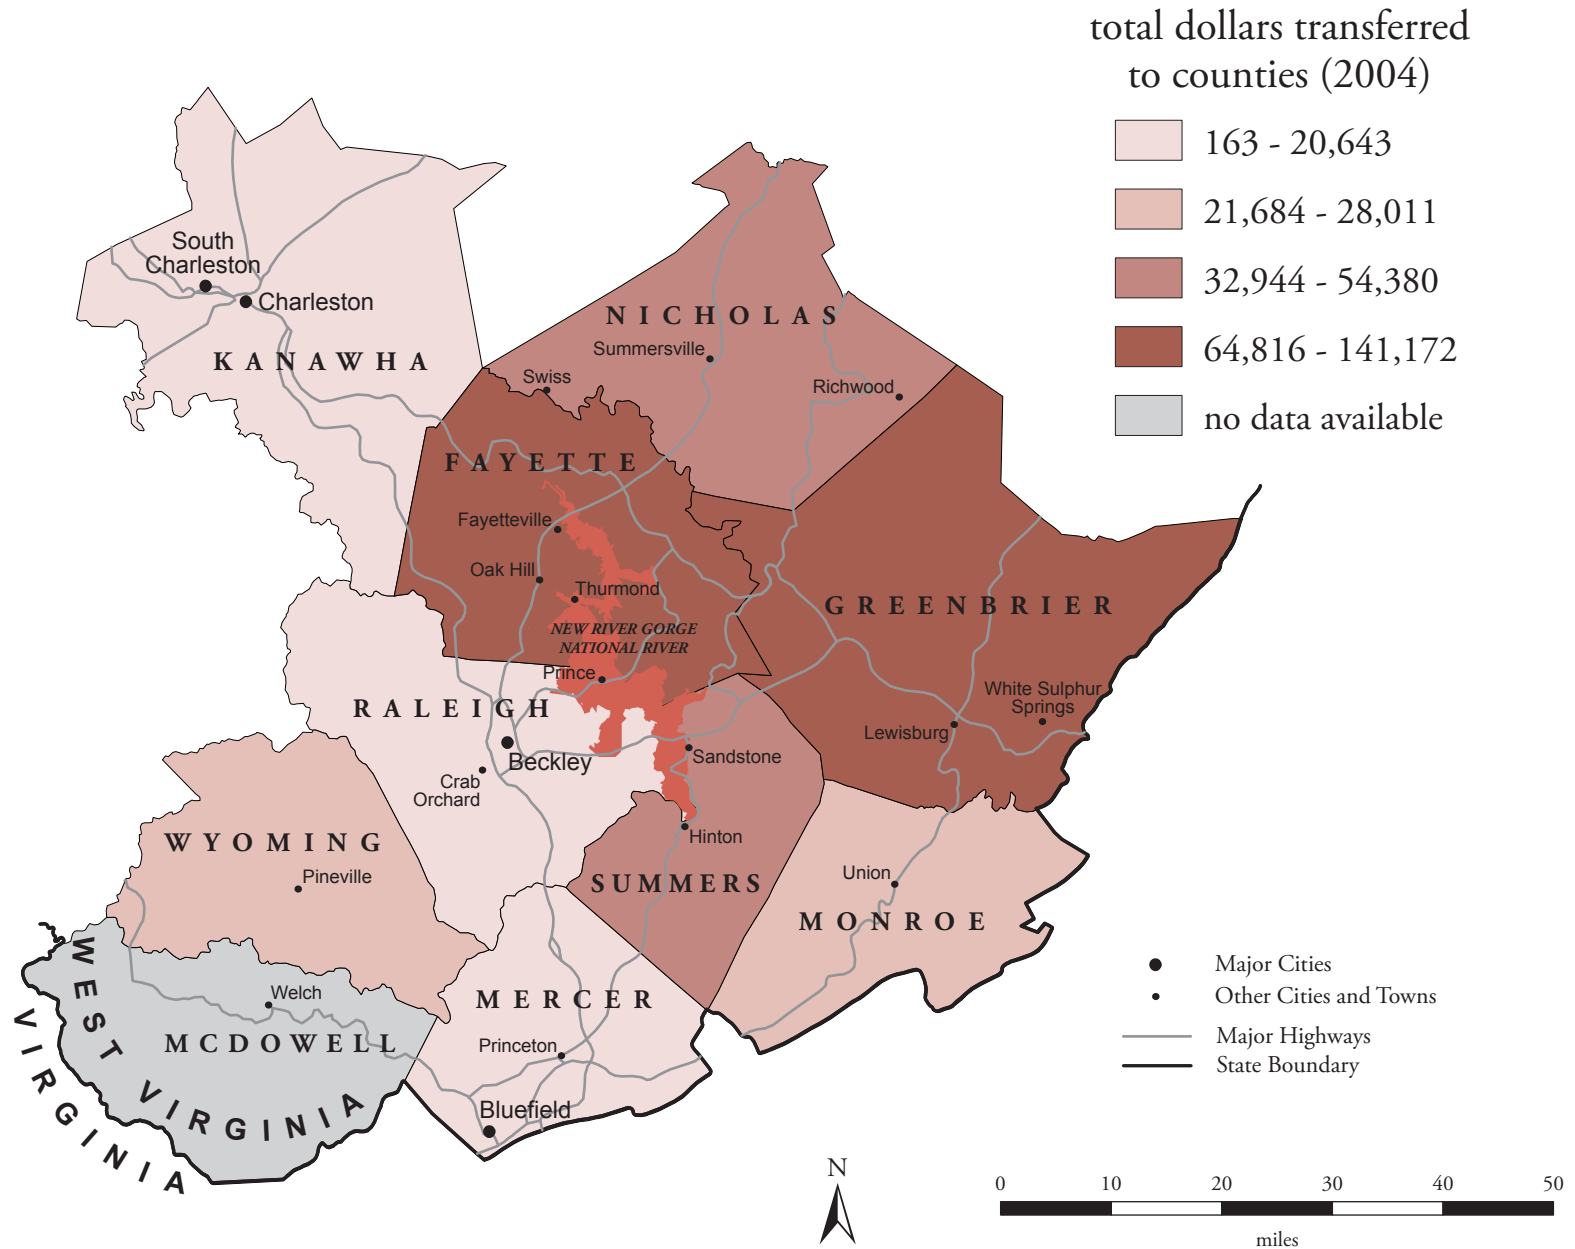 total dollars transferred
to counties (2004)
163 - 20,643
21,684 - 28,011
32,944 - 54,380
64,816 - 141,172
no data available
South
Charleston
Charleston
KANAWHA
NICHOLAS
Summersville
Swiss
Richwood
FAYETTE
Fayetteville
Oak Hill
Thurmond
NEW RIVER GORGE
NATIONAL RIVER
Prince
GREENBRIER
White Sulphur
Springs
Lewisburg
RALEIGH
Beckley
Crab
Orchard
Sandstone
Hinton
WYOMING
Pineville
SUMMERS
Union
MONROE
WEST VIRGINIA
VIRGINIA
Welch
MCDOWELL
MERCER
Princeton
Bluefield
Major Cities
Other Cities and Towns
Major Highways
State Boundary
N
0 10 20 30 40 50
miles